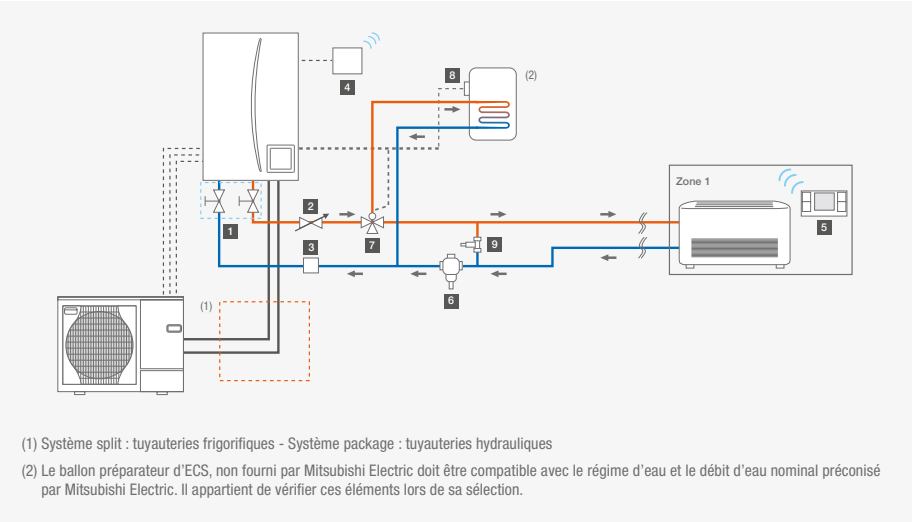 4
8
(2)
Zone 1
2
1
3
7
9
5
6
(1)
(1) Système split : tuyauteries frigorifiques - Système package : tuyauteries hydrauliques
(2) Le ballon préparateur d'ECS, non fourni par Mitsubishi Electric doit être compatible avec le régime d'eau et le débit d'eau nominal préconisé
par Mitsubishi Electric. Il appartient de vérifier ces éléments lors de sa sélection.